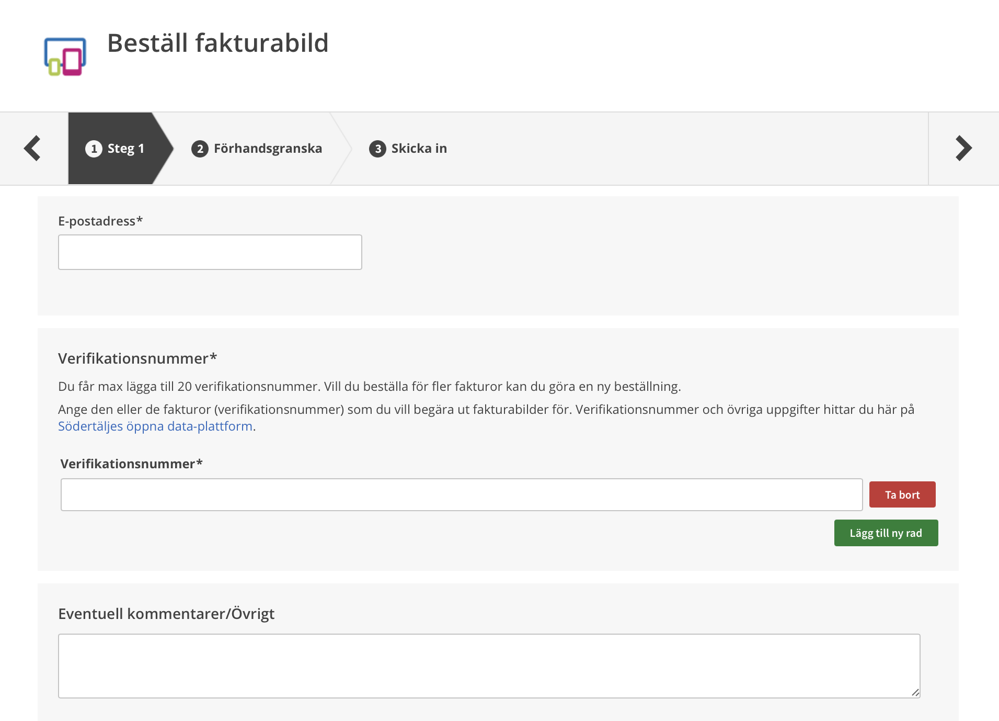 Beställ fakturabild
1 Steg 1
2 Förhandsgranska
3 Skicka in
E-postadress*
Verifikationsnummer*
Du får max lägga till 20 verifikationsnummer. Vill du beställa för fler fakturor kan du göra en ny beställning.
Ange den eller de fakturor (verifikationsnummer) som du vill begära ut fakturabilder för. Verifikationsnummer och övriga uppgifter hittar du här på
Södertäljes öppna data-plattform.
Verifikationsnummer*
Ta bort
Lägg till ny rad
Eventuell kommentarer/Övrigt